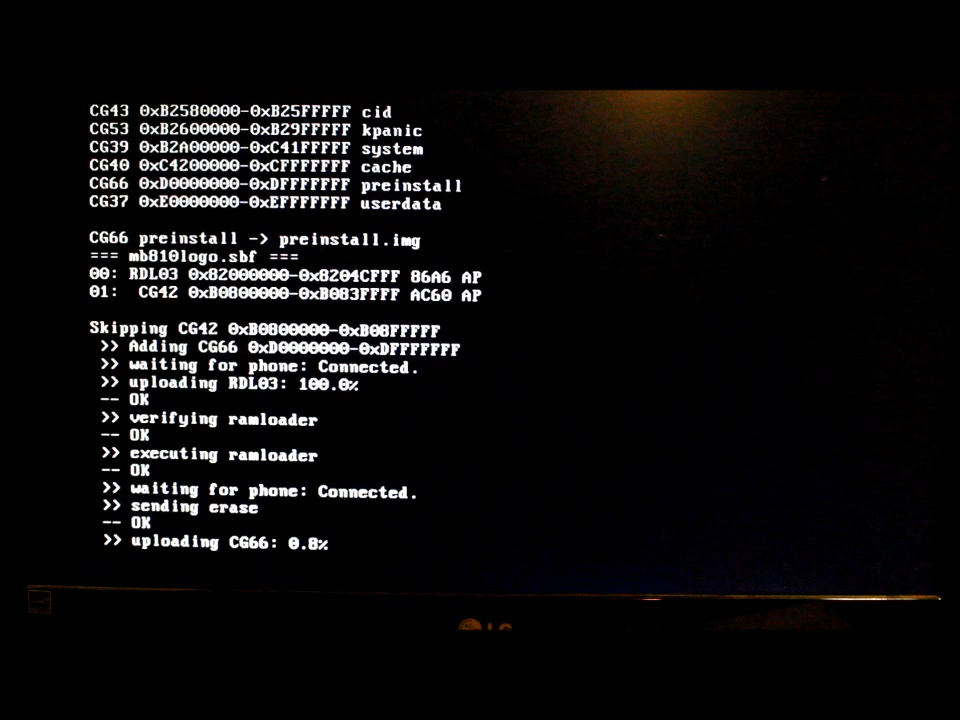 CG43 0xB2580000-0xB25FFFFF cid
CG53 0xB2600000-0xB29FFFFF kpanic
CG39 0xB2A00000-0xC41FFFFF system
CG40 0xC4200000-0xCFFFFFFF cache
CG66 0xD0000000-0xDFFFFFFF preinstall
CG37 0xE0000000-0xEFFFFFFF userdata
CG66 preinstall -> preinstall.img
=== mb810logo.sbf ===
00: RDL03 0x82000000-0x8204CFFF 86A6 AP
01:  CG42 0xB0800000-0xB083FFFF AC60 AP
Skipping CG42 0xB0800000-0xB08FFFFF
>> Adding CG66 0xD0000000-0xDFFFFFFF
>> waiting for phone: Connected.
>> uploading RDL03: 100.0%
-- OK
>> verifying ramloader
-- OK
>> executing ramloader
-- OK
>> waiting for phone: Connected.
>> sending erase
-- OK
>> uploading CG66: 0.8%
LG